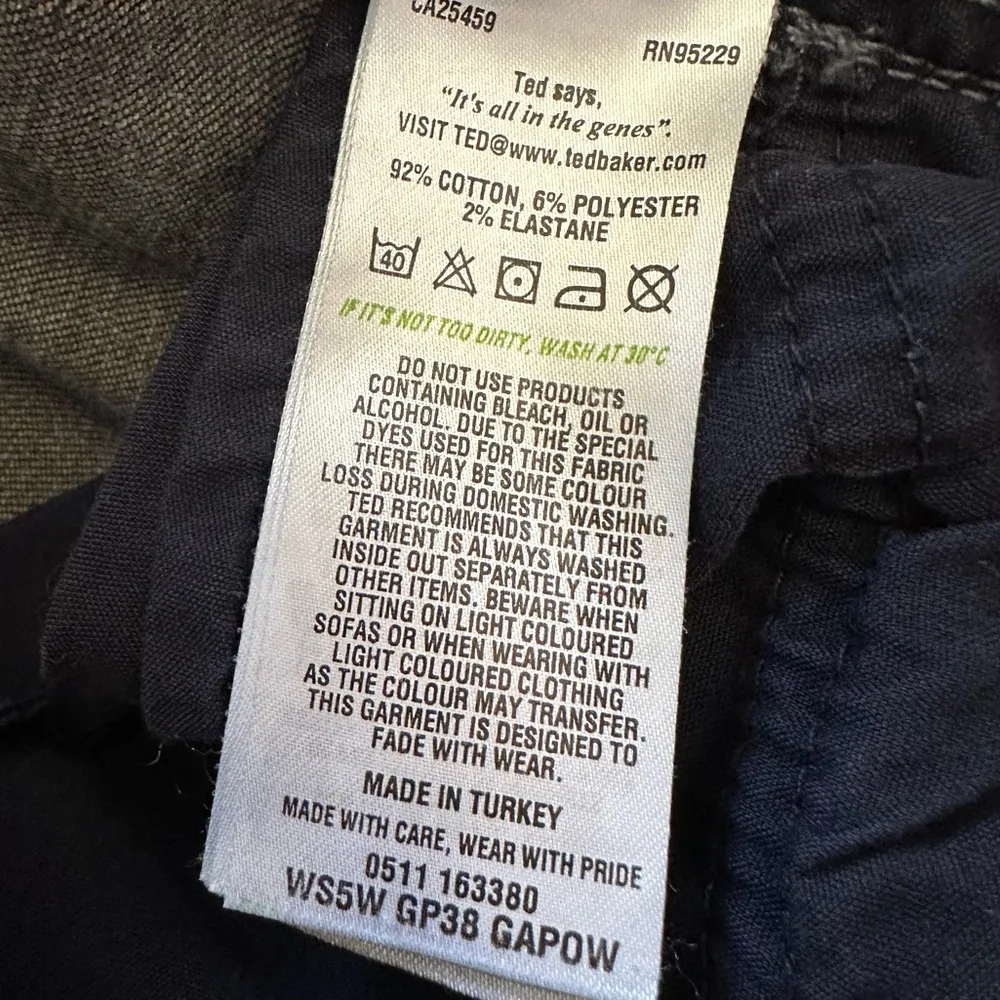 CA25459
RN95229
Ted says,
"It's all in the genes".
VISIT TED@www.tedbaker.com
92% COTTON, 6% POLYESTER
2% ELASTANE
40
IF IT'S NOT TOO DIRTY, WASH AT 30°C
DO NOT USE PRODUCTS
CONTAINING BLEACH, OIL OR
ALCOHOL. DUE TO THE SPECIAL
DYES USED FOR THIS FABRIC
THERE MAY BE SOME COLOUR
LOSS DURING DOMESTIC WASHING.
TED RECOMMENDS THAT THIS
GARMENT IS ALWAYS WASHED
INSIDE OUT SEPARATELY FROM
OTHER ITEMS. BEWARE WHEN
SITTING ON LIGHT COLOURED
SOFAS OR WHEN WEARING WITH
LIGHT COLOURED CLOTHING
AS THE COLOUR MAY TRANSFER.
THIS GARMENT IS DESIGNED TO
FADE WITH WEAR.
MADE IN TURKEY
MADE WITH CARE, WEAR WITH PRIDE
0511 163380
WS5W GP38 GAPOW